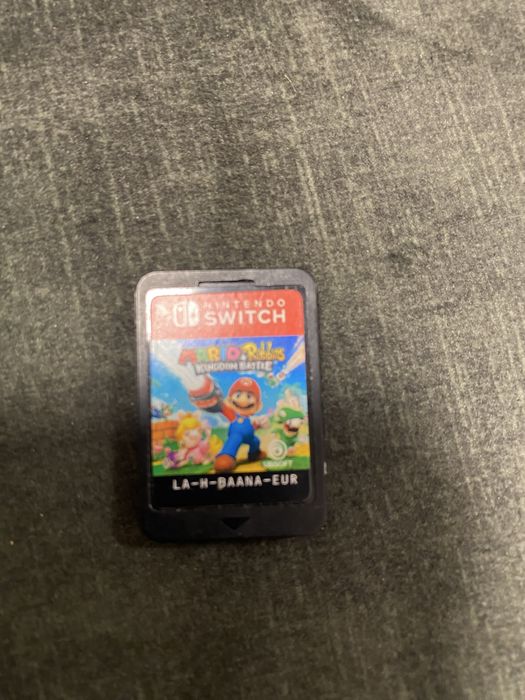 NINTENDO
SWITCH
MARIO + Rabbids
KINGDOM BATTLE
UBISOFT
LA-H-BAANA-EUR